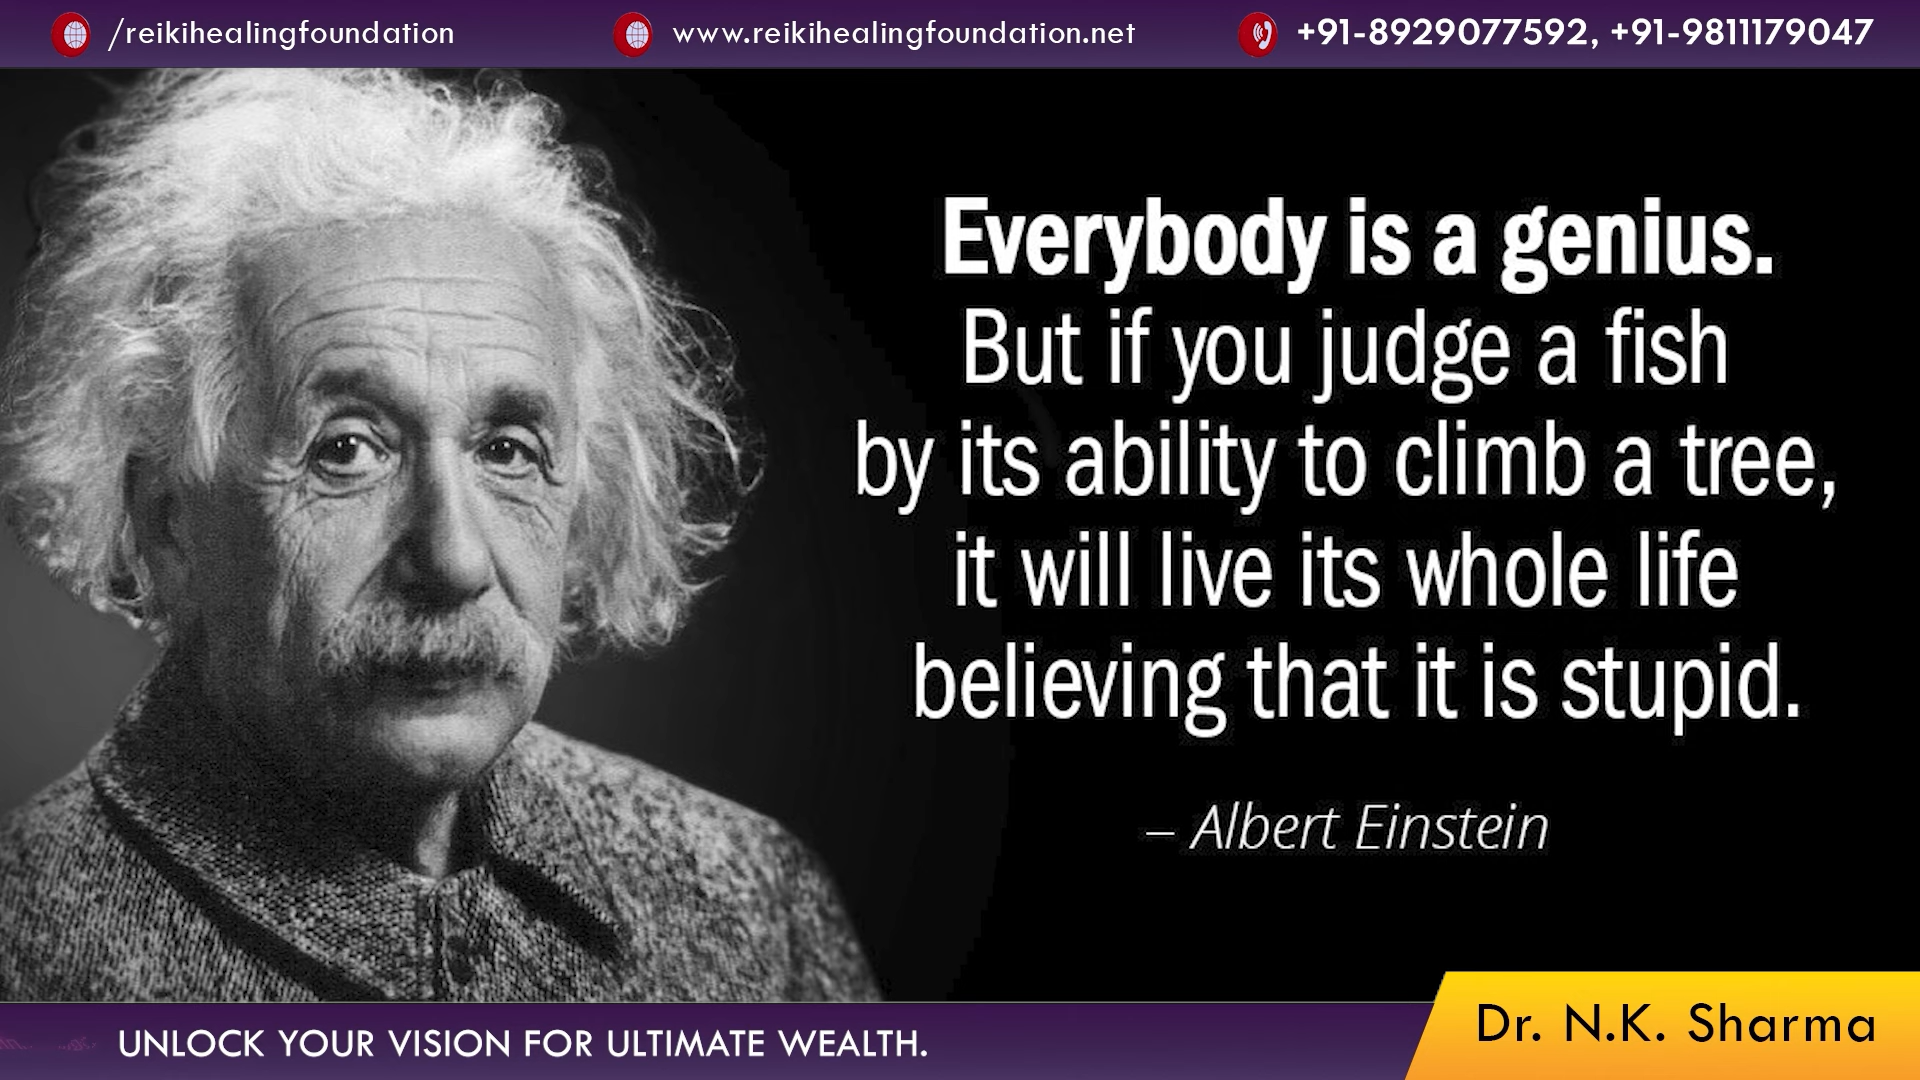 /reikihealingfoundation
www.reikihealingfoundation.net
+91-8929077592, +91-9811179047
Everybody is a genius.
But if you judge a fish
by its ability to climb a tree,
it will live its whole life
believing that it is stupid.
– Albert Einstein
UNLOCK YOUR VISION FOR ULTIMATE WEALTH.
Dr. N.K. Sharma